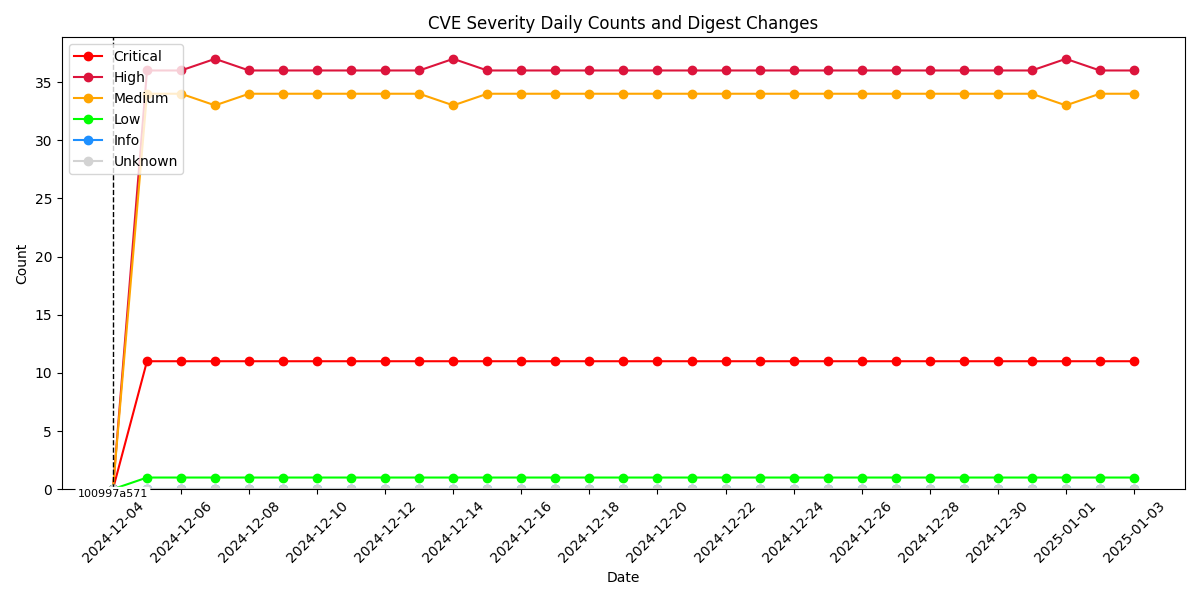 CVE Severity Daily Counts and Digest Changes
Critical
High
Medium
Low
Info
Unknown
Count
35
30
25
20
15
10
5
0
100997a571
2024-12-04
2024-12-06
2024-12-08
2024-12-10
2024-12-12
2024-12-14
2024-12-16
2024-12-18
2024-12-20
2024-12-22
2024-12-24
2024-12-26
2024-12-28
2024-12-30
2025-01-01
2025-01-03
Date